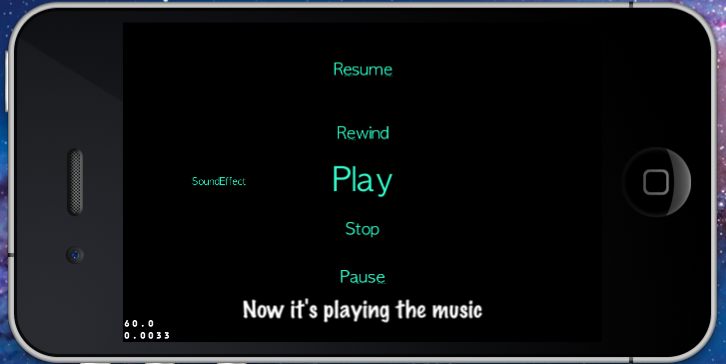 Resume
Rewind
SoundEffect
Play
Stop
Pause
Now it's playing the music
60.0
0.0033